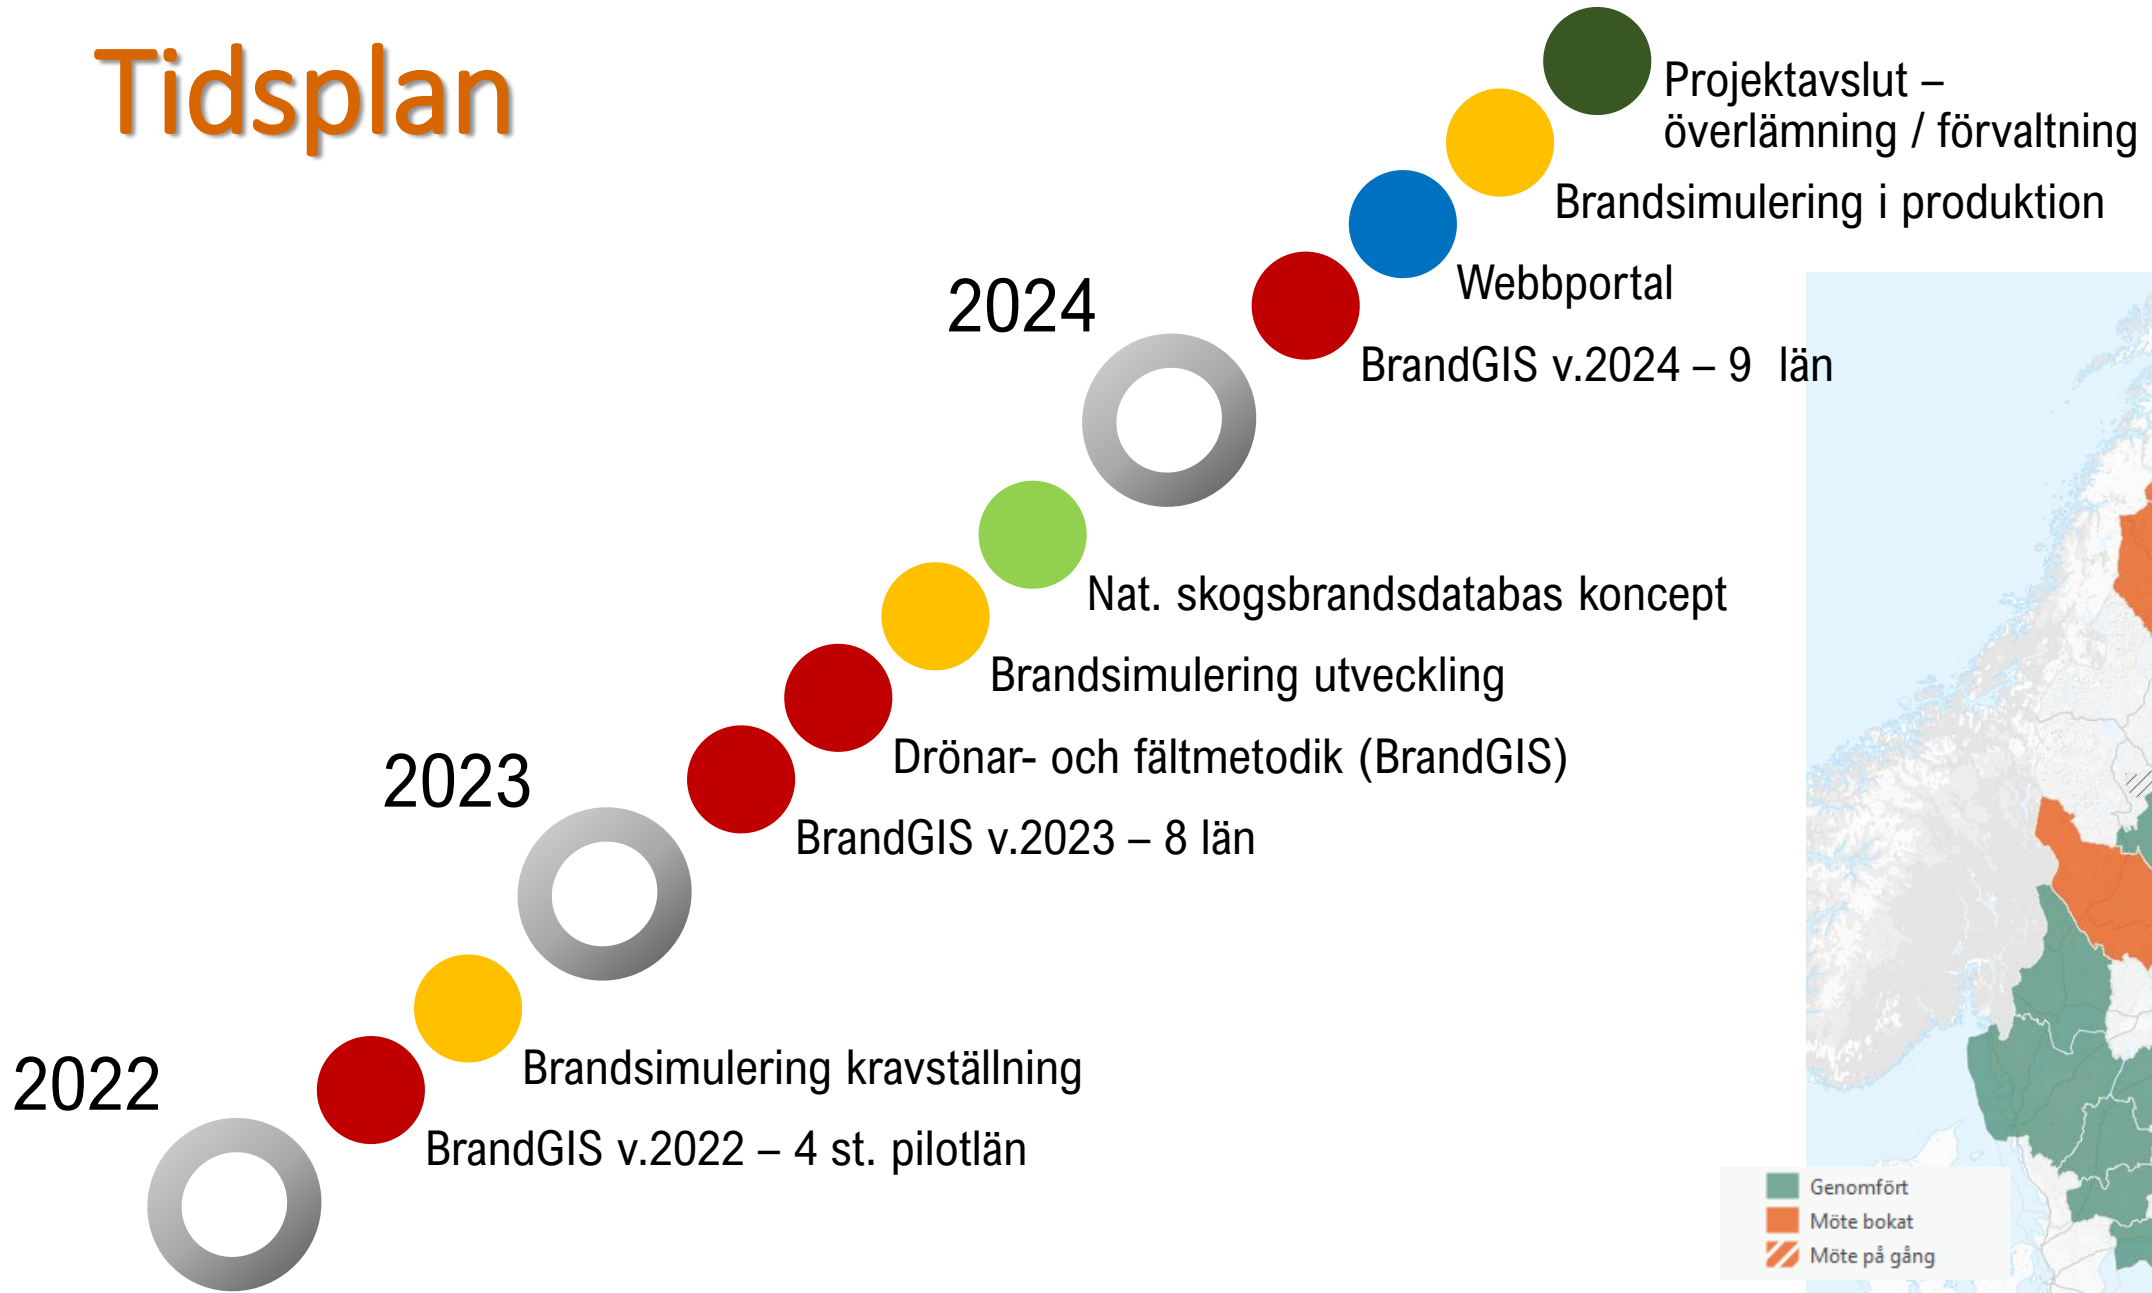 Tidsplan
Projektavslut –
överlämning / förvaltning
Brandsimulering i produktion
Webbportal
2024
BrandGIS v.2024 – 9  län
Nat. skogsbrandsdatabas koncept
Brandsimulering utveckling
Drönar- och fältmetodik (BrandGIS)
2023
BrandGIS v.2023 – 8 län
2022
Brandsimulering kravställning
BrandGIS v.2022 – 4 st. pilotlän
Genomfört
Möte bokat
Möte på gång